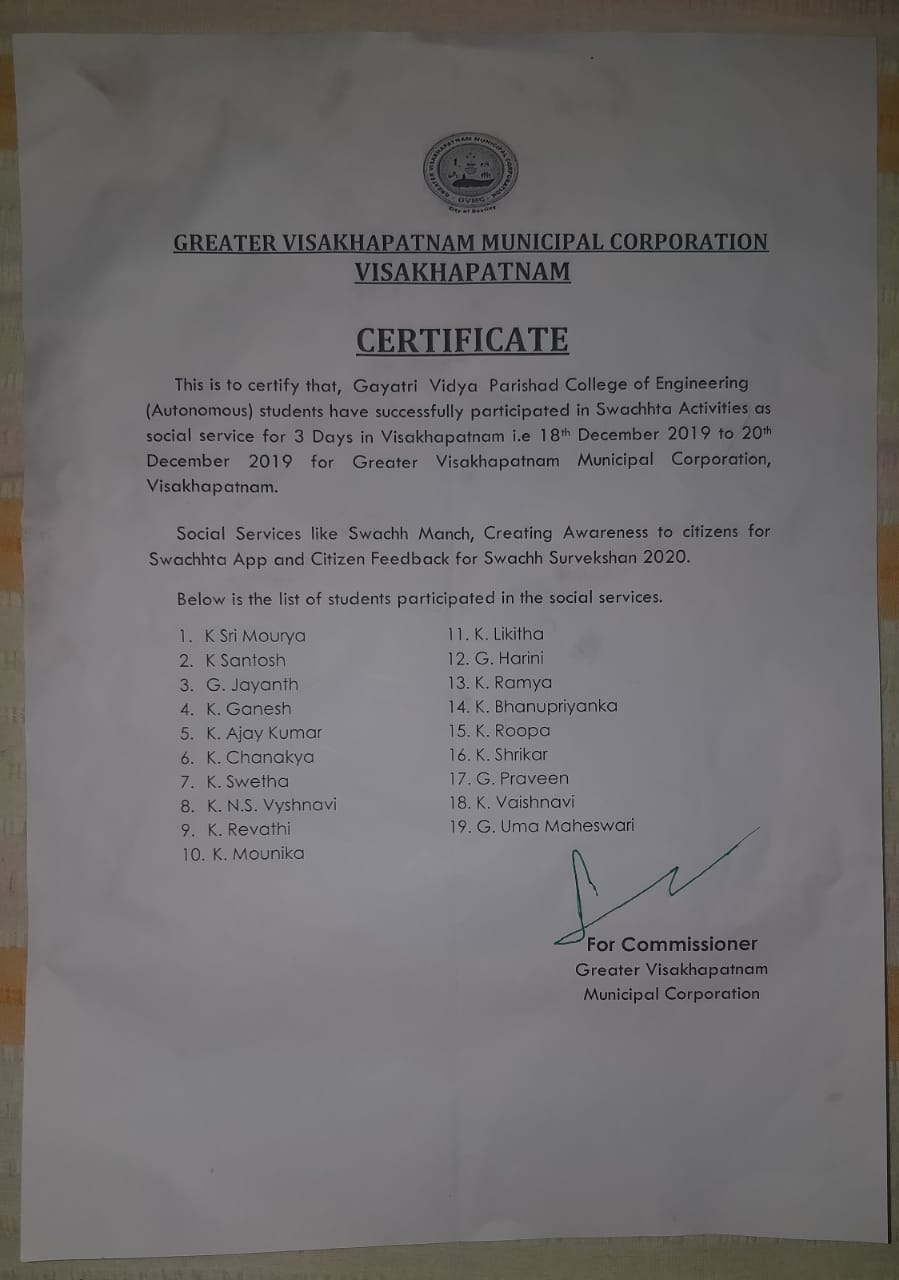 GREATER VISAKHAPATNAM MUNICIPAL CORPORATION
GVMC
City of Destiny
GREATER VISAKHAPATNAM MUNICIPAL CORPORATION
VISAKHAPATNAM
CERTIFICATE
This is to certify that, Gayatri Vidya Parishad College of Engineering
(Autonomous) students have successfully participated in Swachhta Activities as
social service for 3 Days in Visakhapatnam i.e 18th December 2019 to 20th
December 2019 for Greater Visakhapatnam Municipal Corporation,
Visakhapatnam.
Social Services like Swachh Manch, Creating Awareness to citizens for
Swachhta App and Citizen Feedback for Swachh Survekshan 2020.
Below is the list of students participated in the social services.
1. K Sri Mourya
2. K Santosh
3. G. Jayanth
4. K. Ganesh
5. K. Ajay Kumar
6. K. Chanakya
7. K. Swetha
8. K. N.S. Vyshnavi
9. K. Revathi
10. K. Mounika
11. K. Likitha
12. G. Harini
13. K. Ramya
14. K. Bhanupriyanka
15. K. Roopa
16. K. Shrikar
17. G. Praveen
18. K. Vaishnavi
19. G. Uma Maheswari
For Commissioner
Greater Visakhapatnam
Municipal Corporation